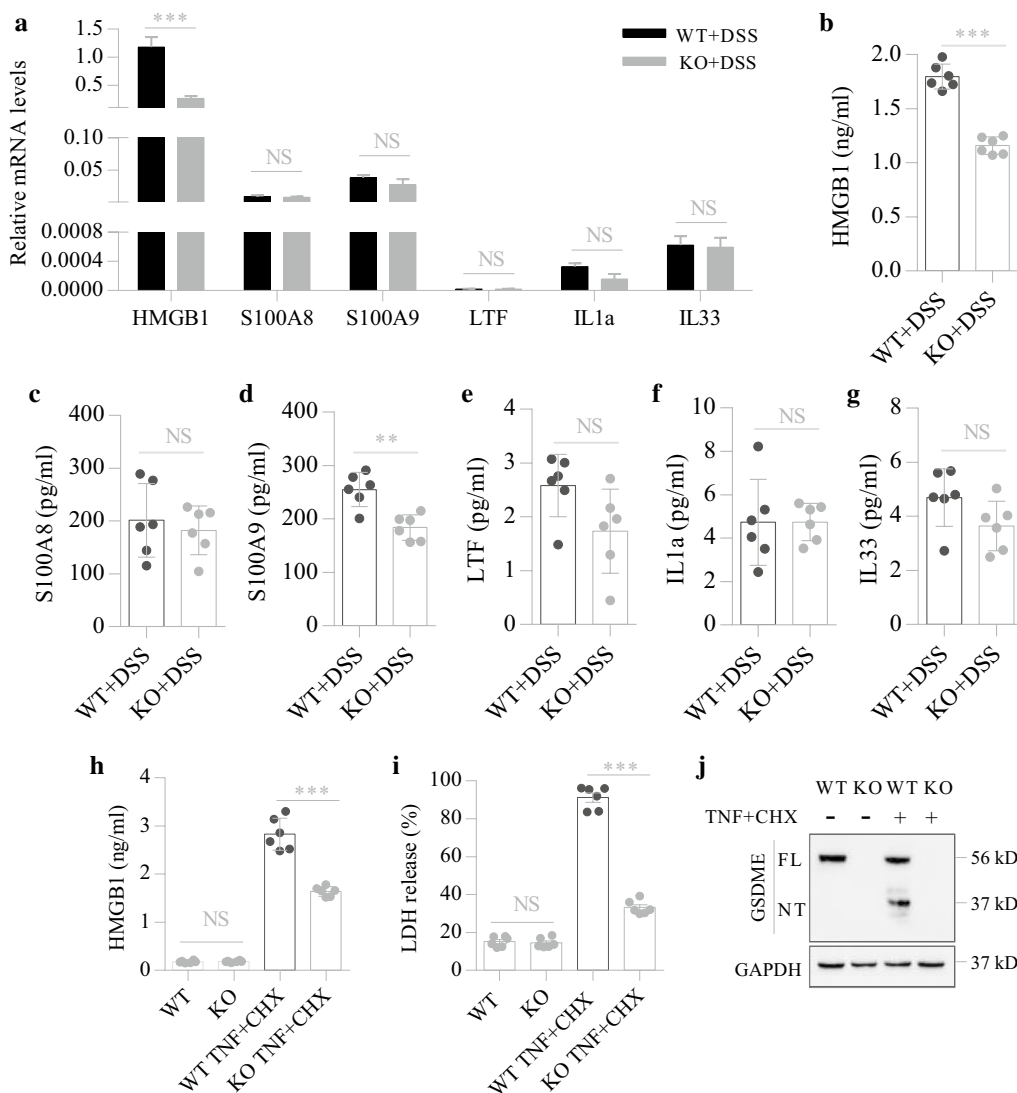 a
Relative mRNA levels
1.5
1.0
0.5
0.10
0.05
0.0008
0.0004
0.0000
***
NS
NS
NS
NS
NS
WT+DSS
KO+DSS
HMGB1 S100A8 S100A9 LTF IL1a IL33
b
HMGB1 (ng/ml)
2.0
1.5
1.0
0.5
0.0
***
WT+DSS
KO+DSS
c
S100A8 (pg/ml)
400
300
200
100
0
NS
WT+DSS
KO+DSS
d
S100A9 (pg/ml)
400
300
200
100
0
**
WT+DSS
KO+DSS
e
LTF (pg/ml)
4
3
2
1
0
NS
WT+DSS
KO+DSS
f
IL1a (pg/ml)
10
8
6
4
2
0
NS
WT+DSS
KO+DSS
g
IL33 (pg/ml)
8
6
4
2
0
NS
WT+DSS
KO+DSS
h
HMGB1 (ng/ml)
4
3
2
1
0
NS
***
WT
KO
WT TNF+CHX
KO TNF+CHX
i
LDH release (%)
100
80
60
40
20
0
NS
***
WT
KO
WT TNF+CHX
KO TNF+CHX
j
WT KO WT KO
TNF+CHX - - + +
GSDME
FL
56 kD
NT
37 kD
GAPDH
37 kD